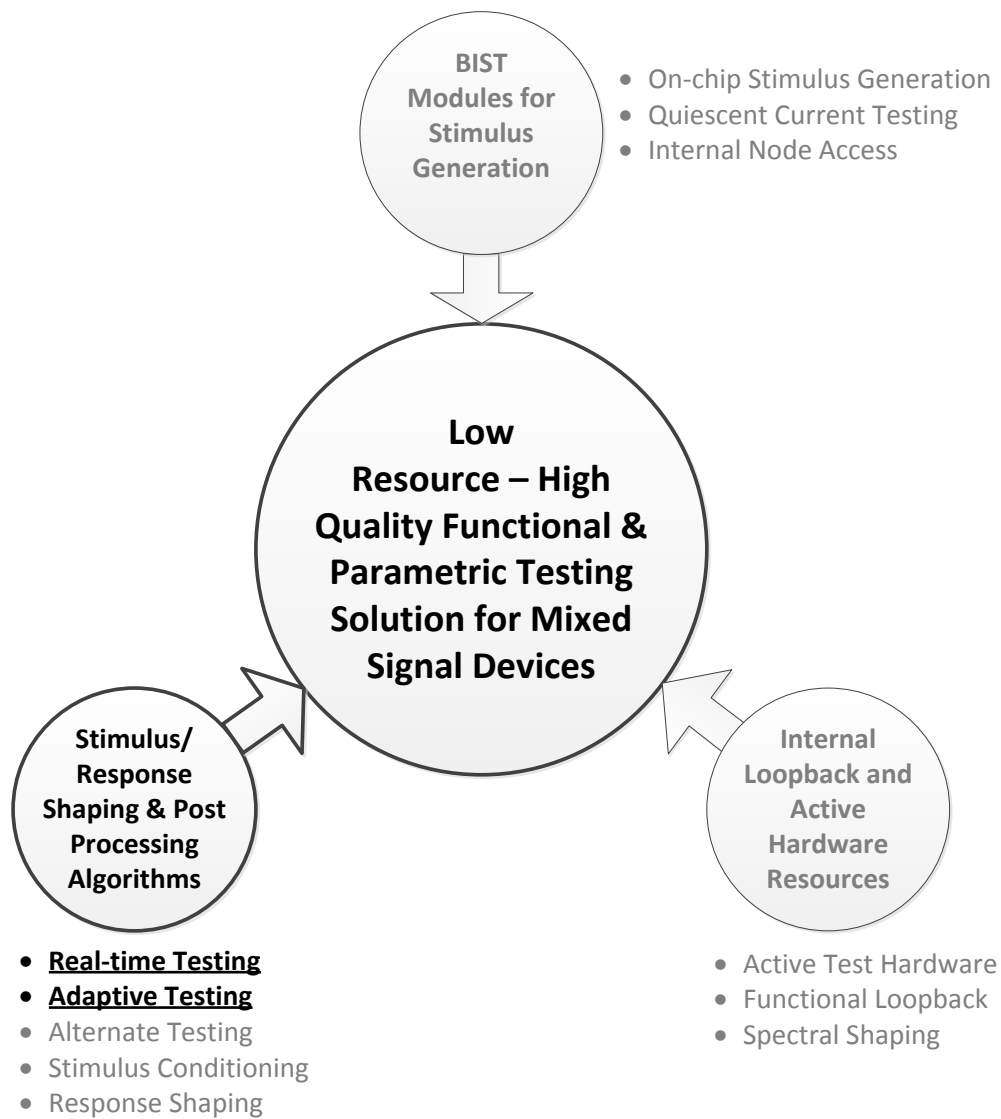 BIST
Modules for
Stimulus
Generation
• On-chip Stimulus Generation
• Quiescent Current Testing
• Internal Node Access
Low
Resource – High
Quality Functional &
Parametric Testing
Solution for Mixed
Signal Devices
Stimulus/
Response
Shaping & Post
Processing
Algorithms
• Real-time Testing
• Adaptive Testing
• Alternate Testing
• Stimulus Conditioning
• Response Shaping
Internal
Loopback and
Active
Hardware
Resources
• Active Test Hardware
• Functional Loopback
• Spectral Shaping